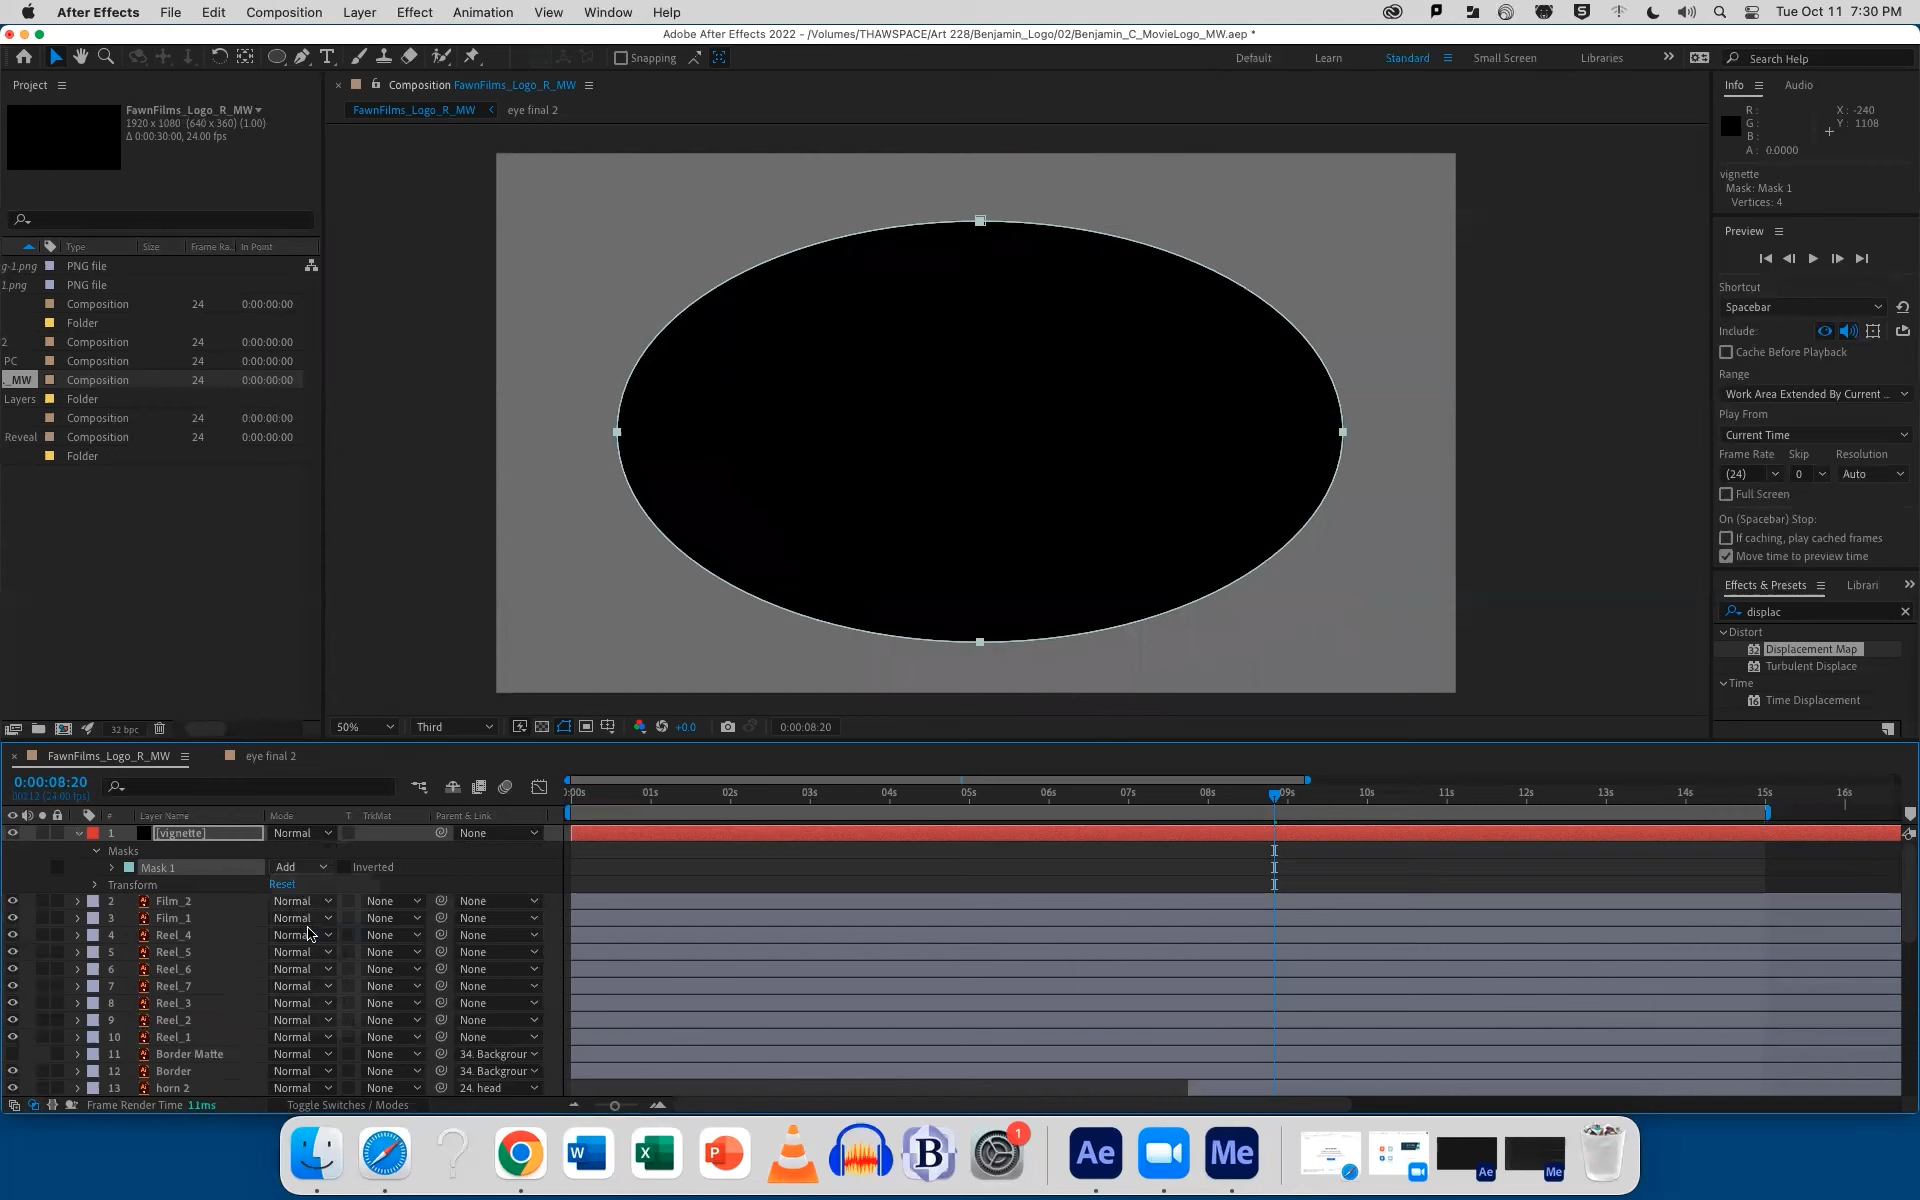 After Effects File Edit Composition Layer Effect Animation View Window Help Tue Oct 11 7:30 PM
Adobe After Effects 2022 - /Volumes/THAWSPACE/Art 228/Benjamin_Logo/02/Benjamin_C_MovieLogo_MW.aep *
Snapping Default Learn Standard Small Screen Libraries Search Help
Project
FawnFilms_Logo_R_MW
1920 x 1080 (640 x 360) (1.00)
Δ 0:00:30:00, 24.00 fps
Type Size Frame Ra... In Point
g-1.png PNG file
1.png PNG file
Composition 24 0:00:00:00
Folder
2 Composition 24 0:00:00:00
PC Composition 24 0:00:00:00
._MW Composition 24 0:00:00:00
Layers Folder
Composition 24 0:00:00:00
Reveal Composition 24 0:00:00:00
Folder
32 bpc
Composition FawnFilms_Logo_R_MW
FawnFilms_Logo_R_MW eye final 2
50% Third +0.0 0:00:08:20
Info Audio
R : X : -240
G : Y : 1108
B :
A : 0.0000
vignette
Mask: Mask 1
Vertices: 4
Preview
Shortcut
Spacebar
Include:
Cache Before Playback
Range
Work Area Extended By Current ...
Play From
Current Time
Frame Rate Skip Resolution
(24) 0 Auto
Full Screen
On (Spacebar) Stop:
If caching, play cached frames
Move time to preview time
Effects & Presets Librari
displac
Distort
32 Displacement Map
32 Turbulent Displace
Time
16 Time Displacement
FawnFilms_Logo_R_MW eye final 2
0:00:08:20
00212 (24.00 fps)
:00s 01s 02s 03s 04s 05s 06s 07s 08s 09s 10s 11s 12s 13s 14s 15s 16s
# Layer Name Mode T TrkMat Parent & Link
1 [vignette] Normal None
Masks
Mask 1 Add Inverted
Transform Reset
2 Film_2 Normal None None
3 Film_1 Normal None None
4 Reel_4 Normal None None
5 Reel_5 Normal None None
6 Reel_6 Normal None None
7 Reel_7 Normal None None
8 Reel_3 Normal None None
9 Reel_2 Normal None None
10 Reel_1 Normal None None
11 Border Matte Normal None 34. Backgrour
12 Border Normal None 34. Backgrour
13 horn 2 Normal None 24. head
Frame Render Time 11ms Toggle Switches / Modes
W X P B 1 Ae Me Ae Me